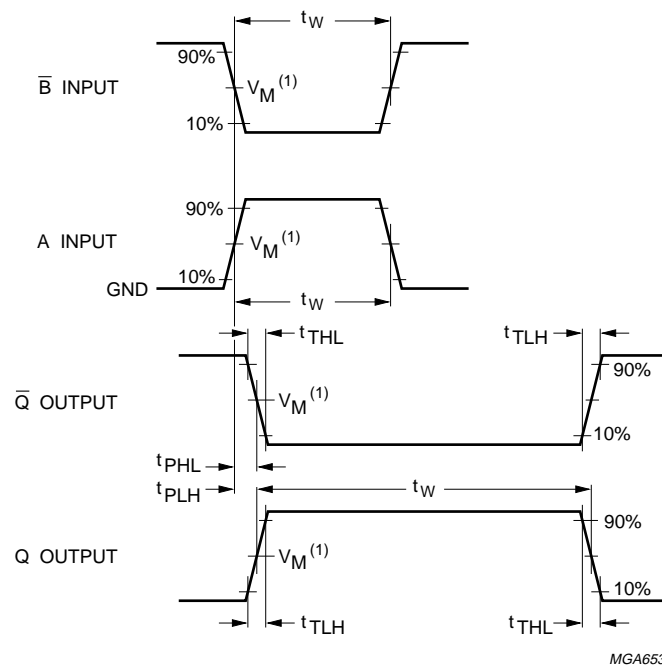 tW
90%
B̅ INPUT
VM(1)
10%
90%
A INPUT
VM(1)
10%
GND
tW
tTHL
tTLH
90%
Q̅ OUTPUT
VM(1)
10%
tPHL
tPLH
tW
90%
Q OUTPUT
VM(1)
10%
tTLH
tTHL
MGA653